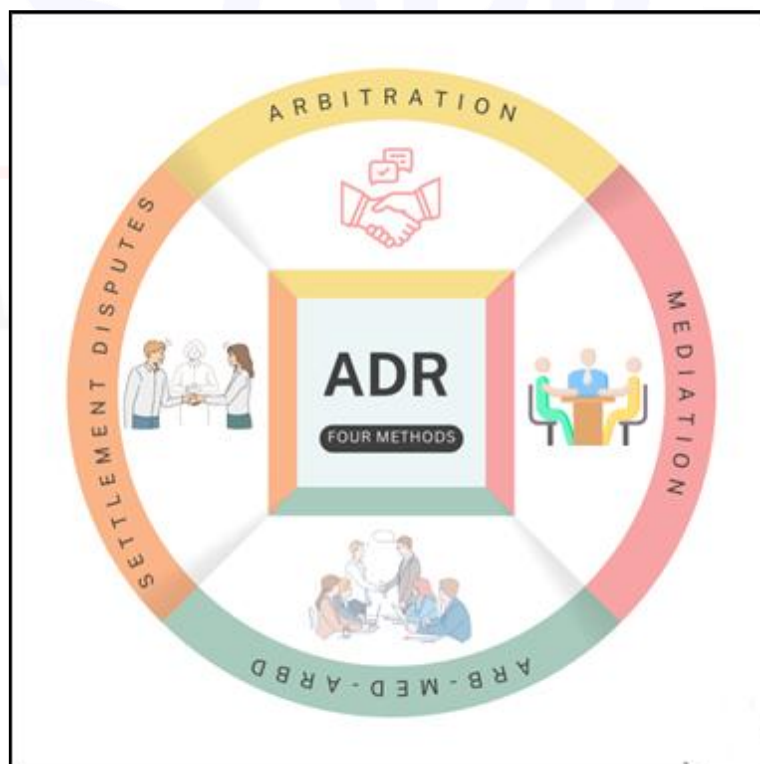 ARBITRATION
MEDIATION
ARB-MED-ARBD
SETTLEMENT DISPUTES
ADR
FOUR METHODS